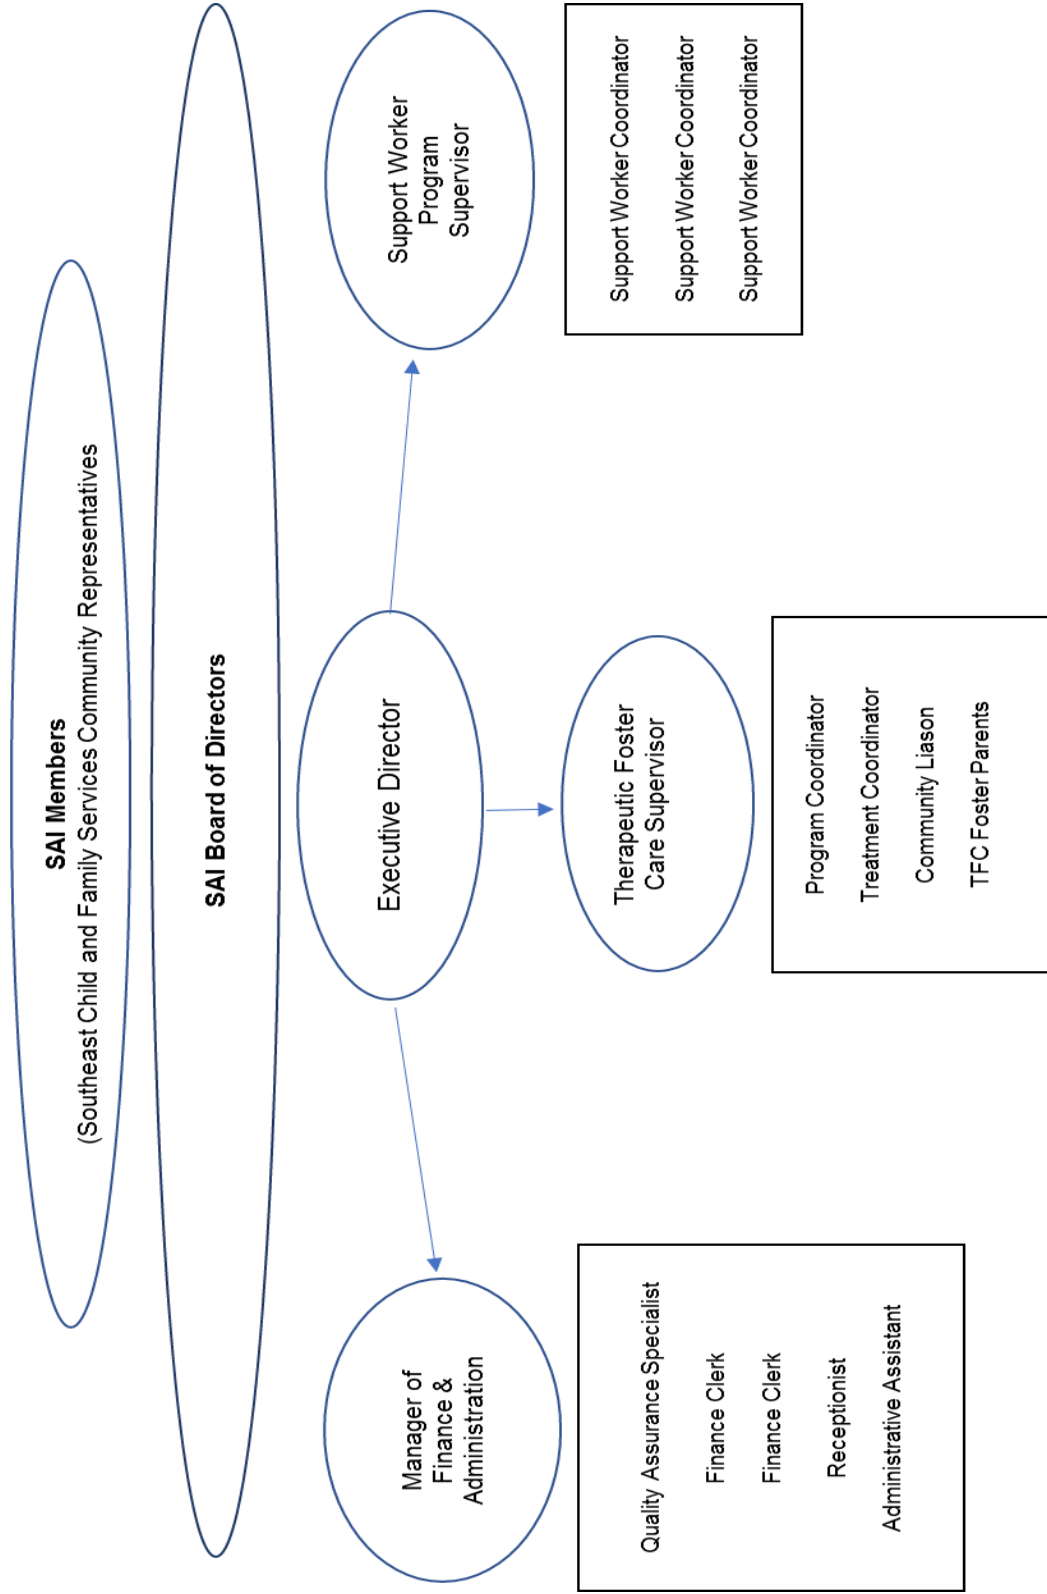 SAI Members
(Southeast Child and Family Services Community Representatives
SAI Board of Directors
Executive Director
Manager of
Finance &
Administration
Therapeutic Foster
Care Supervisor
Support Worker
Program
Supervisor
Quality Assurance Specialist
Finance Clerk
Finance Clerk
Receptionist
Administrative Assistant
Program Coordinator
Treatment Coordinator
Community Liason
TFC Foster Parents
Support Worker Coordinator
Support Worker Coordinator
Support Worker Coordinator